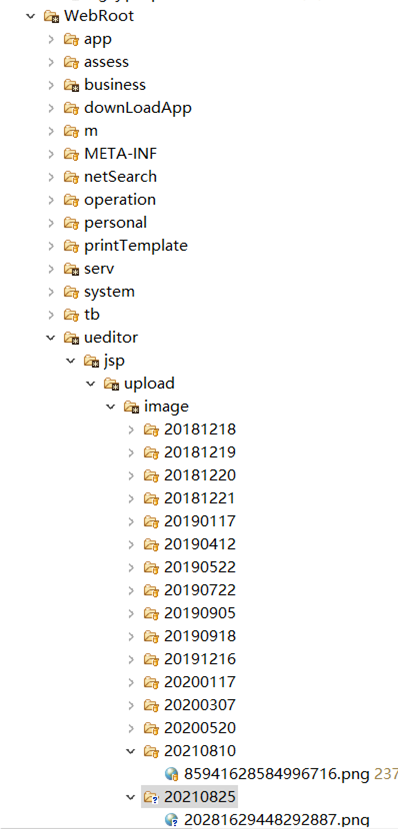 WebRoot
app
assess
business
downLoadApp
m
META-INF
netSearch
operation
personal
printTemplate
serv
system
tb
ueditor
jsp
upload
image
20181218
20181219
20181220
20181221
20190117
20190412
20190522
20190722
20190905
20190918
20191216
20200117
20200307
20200520
20210810
85941628584996716.png 237
20210825
20281629448292887.png